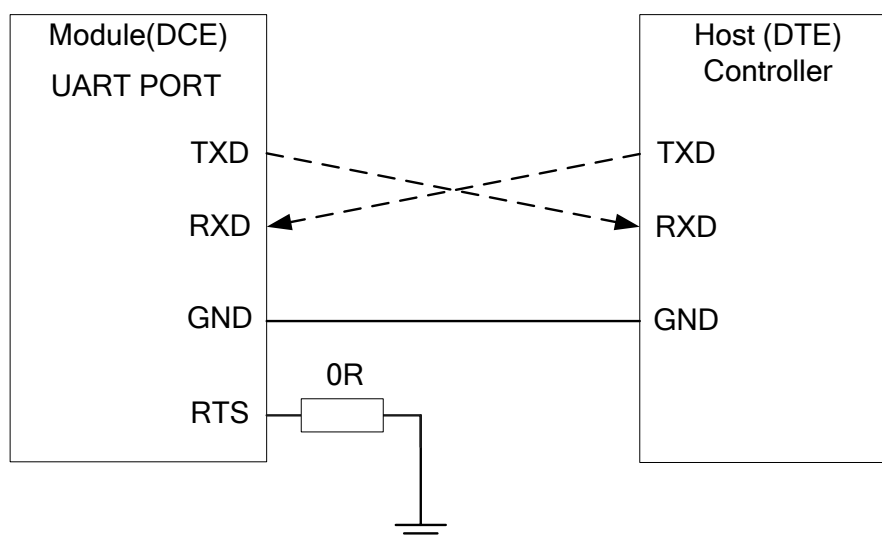 Module(DCE)
UART PORT
TXD
RXD
GND
RTS
0R
Host (DTE)
Controller
TXD
RXD
GND